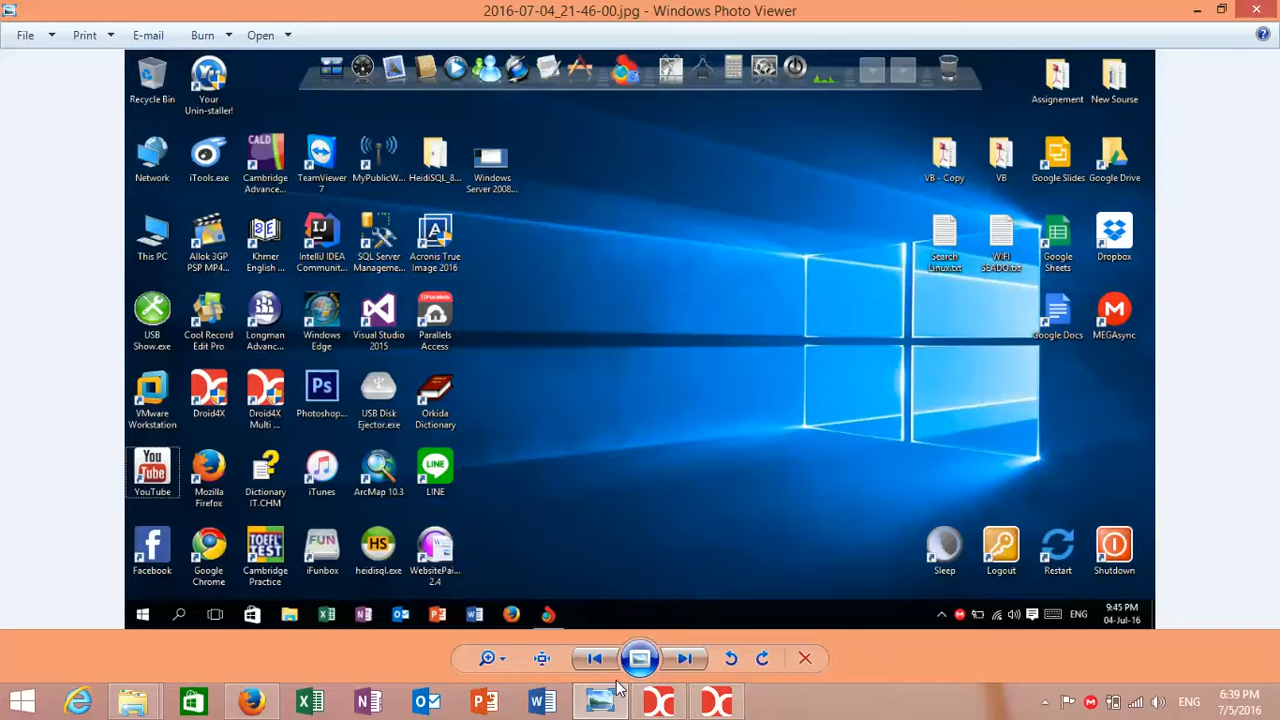 2016-07-04_21-46-00.jpg - Windows Photo Viewer
File Print E-mail Burn Open
Recycle Bin
Your Unin-staller!
Assignement
New Sourse
Network
iTools.exe
Cambridge Advance...
TeamViewer 7
MyPublicW...
HeidiSQL_8...
Windows Server 2008...
VB - Copy
VB
Google Slides
Google Drive
This PC
Allok 3GP PSP MP4...
Khmer English ...
IntelliJ IDEA Communit...
SQL Server Manageme...
Acronis True Image 2016
Search Linux.txt
WIFI SEADO.txt
Google Sheets
Dropbox
USB Show.exe
Cool Record Edit Pro
Longman Advanc...
Windows Edge
Visual Studio 2015
Parallels Access
Google Docs
MEGAsync
VMware Workstation
Droid4X
Droid4X Multi ...
Photoshop...
USB Disk Ejector.exe
Orkida Dictionary
YouTube
Mozilla Firefox
Dictionary IT.CHM
iTunes
ArcMap 10.3
LINE
Facebook
Google Chrome
Cambridge Practice
iFunbox
heidisql.exe
WebsitePai... 2.4
Sleep
Logout
Restart
Shutdown
ENG
9:45 PM
04-Jul-16
ENG
6:39 PM
7/5/2016